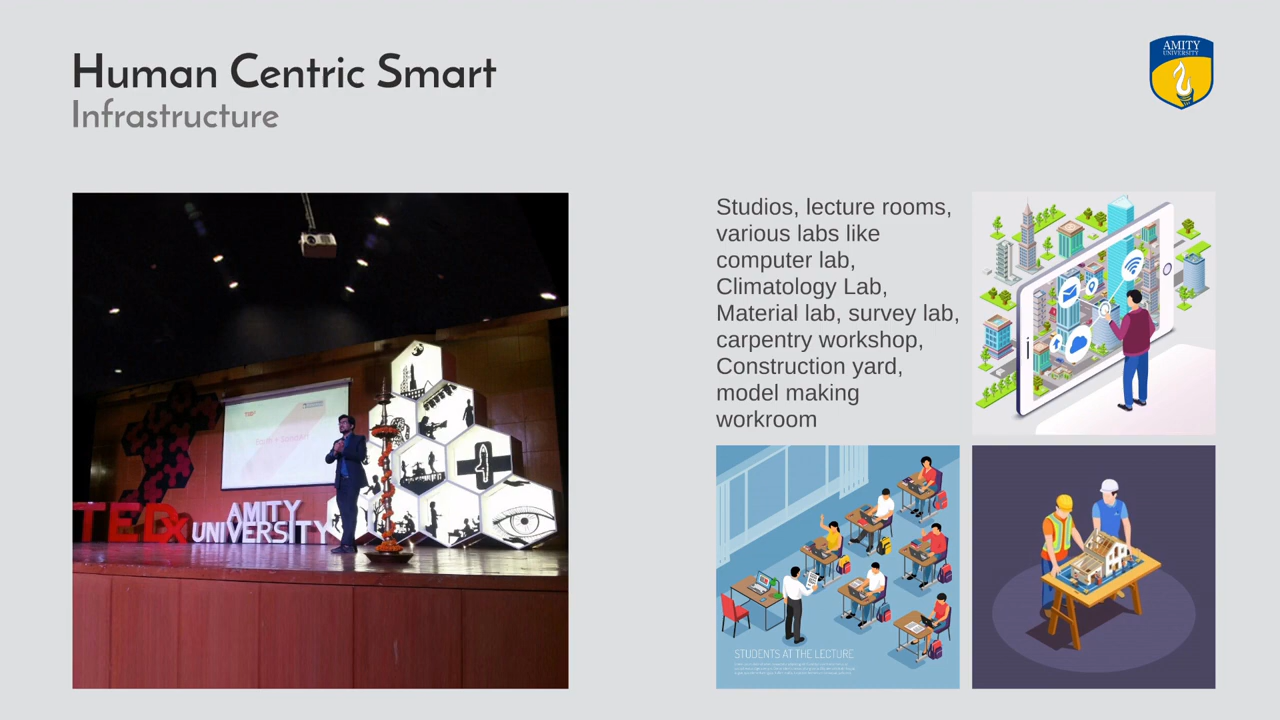 Human Centric Smart
Infrastructure
AMITY
UNIVERSITY
TEDx
AMITY
UNIVERSITY
Studios, lecture rooms,
various labs like
computer lab,
Climatology Lab,
Material lab, survey lab,
carpentry workshop,
Construction yard,
model making
workroom
STUDENTS AT THE LECTURE